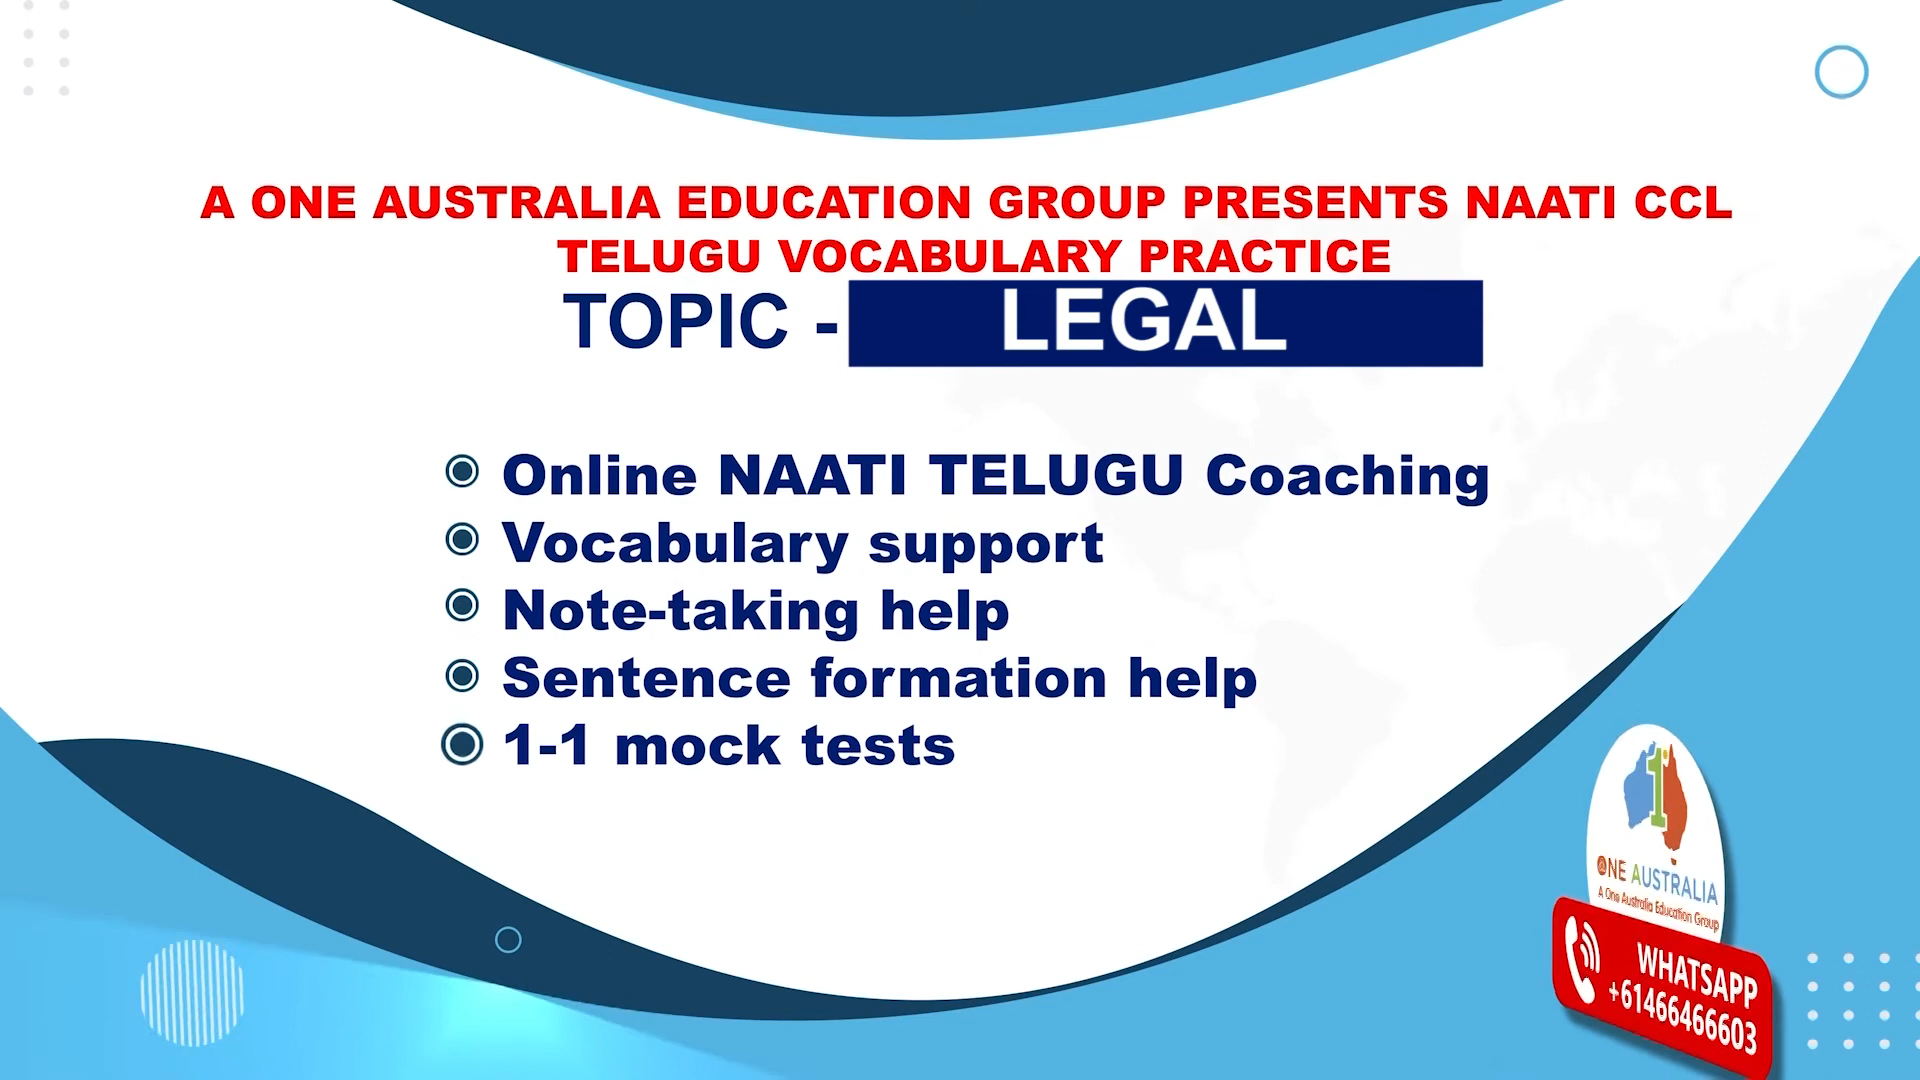 A ONE AUSTRALIA EDUCATION GROUP PRESENTS NAATI CCL
TELUGU VOCABULARY PRACTICE
TOPIC - LEGAL
Online NAATI TELUGU Coaching
Vocabulary support
Note-taking help
Sentence formation help
1-1 mock tests
1
ONE AUSTRALIA
A One Australia Education Group
WHATSAPP
+61466466603